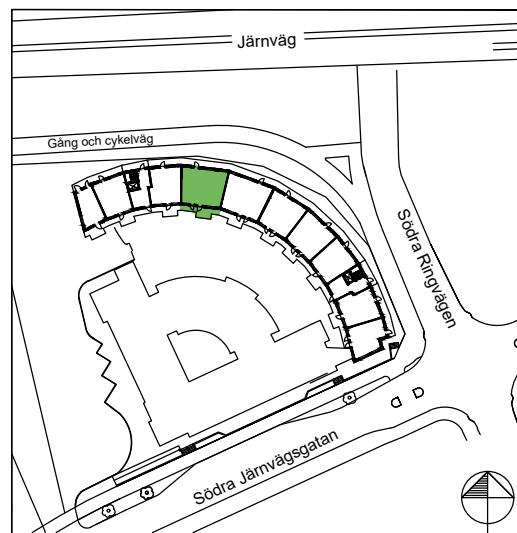 Järnväg
Gång och cykelväg
Södra Ringvägen
Södra Järnvägsgatan